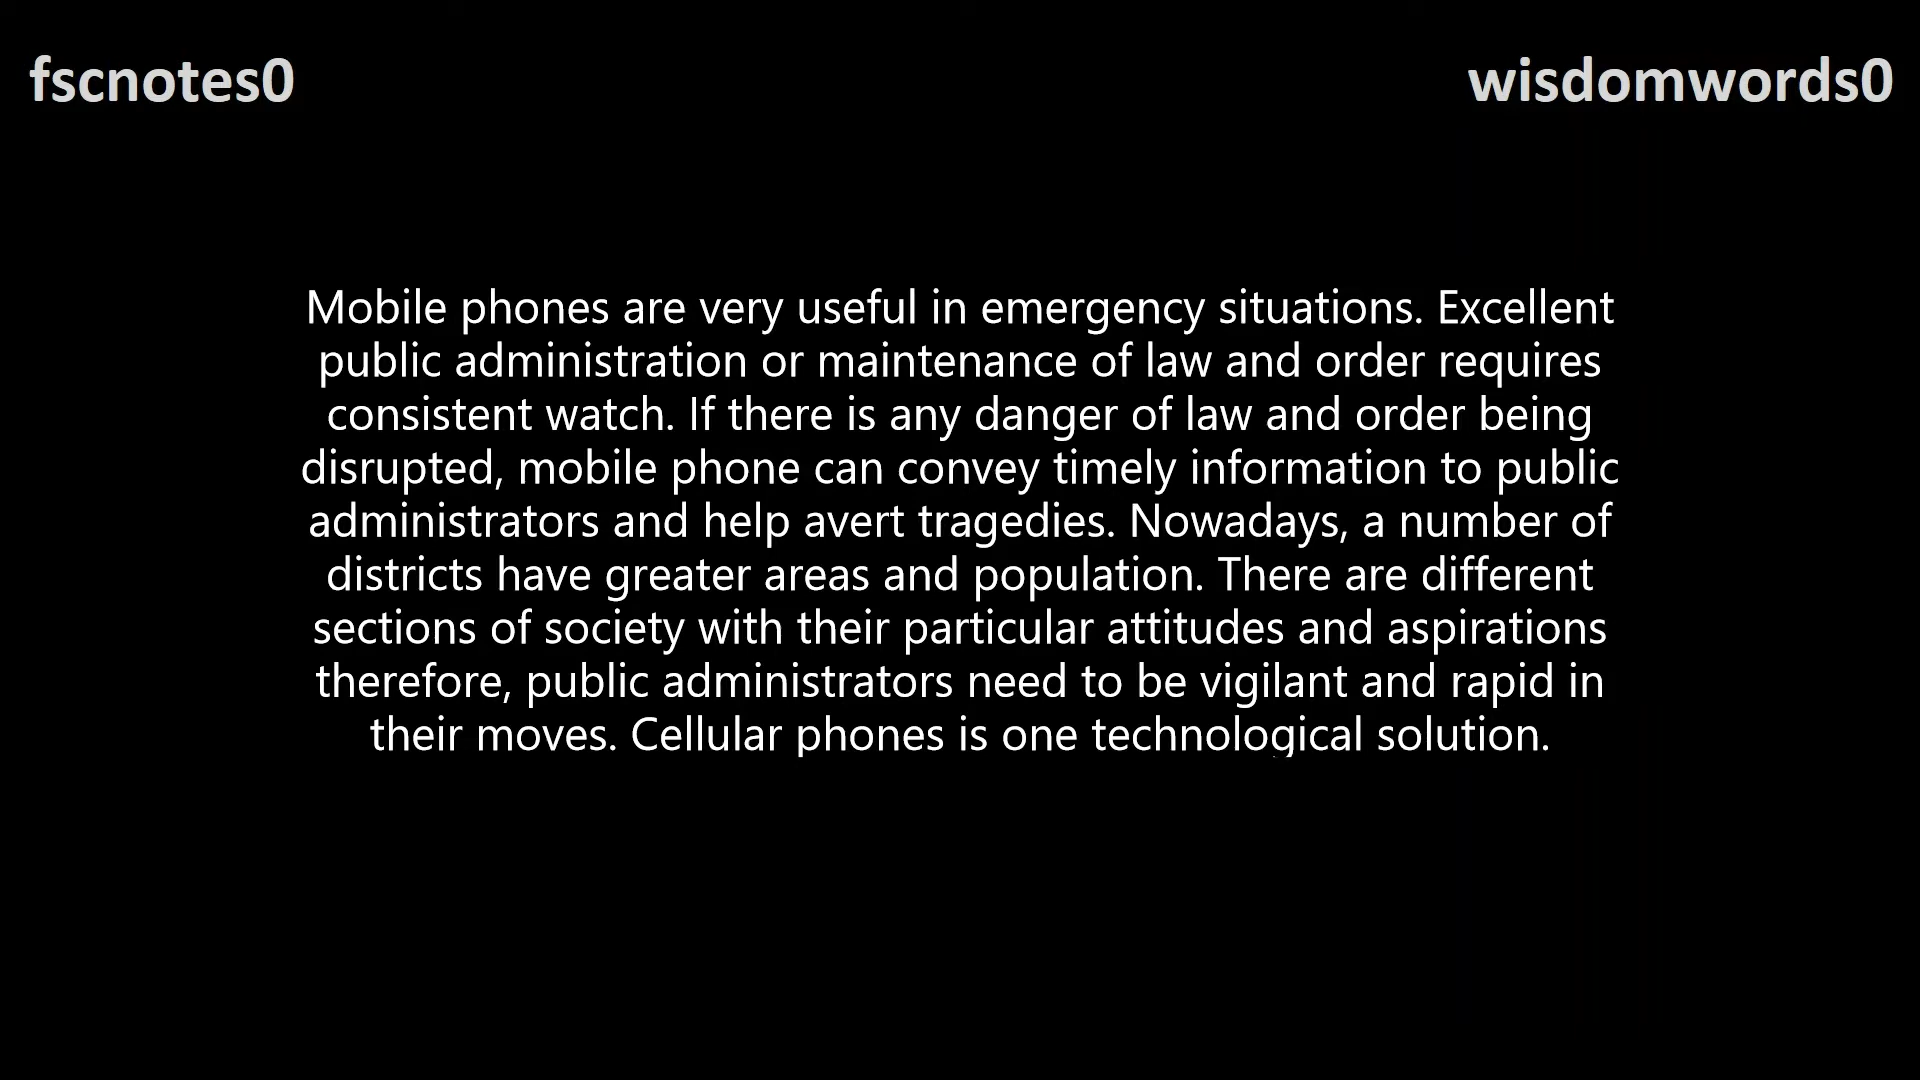 fscnotes0
wisdomwords0
Mobile phones are very useful in emergency situations. Excellent
public administration or maintenance of law and order requires
consistent watch. If there is any danger of law and order being
disrupted, mobile phone can convey timely information to public
administrators and help avert tragedies. Nowadays, a number of
districts have greater areas and population. There are different
sections of society with their particular attitudes and aspirations
therefore, public administrators need to be vigilant and rapid in
their moves. Cellular phones is one technological solution.